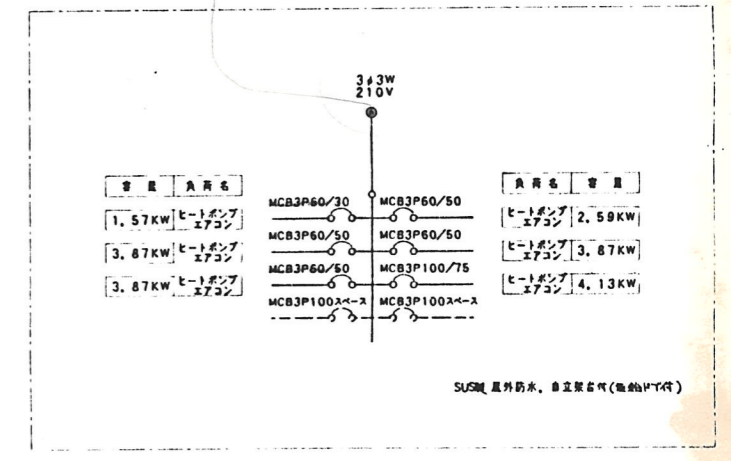 3φ3W
210V
容量 負荷名
負荷名 容量
MCB3P60/30 MCB3P60/50
1.57KW ヒートポンプ
エアコン
ヒートポンプ
エアコン 2.59KW
MCB3P60/50 MCB3P60/50
3.87KW ヒートポンプ
エアコン
ヒートポンプ
エアコン 3.87KW
MCB3P60/50 MCB3P100/75
3.87KW ヒートポンプ
エアコン
ヒートポンプ
エアコン 4.13KW
MCB3P100スペース MCB3P100スペース
SUS製 屋外防水、自立架台付